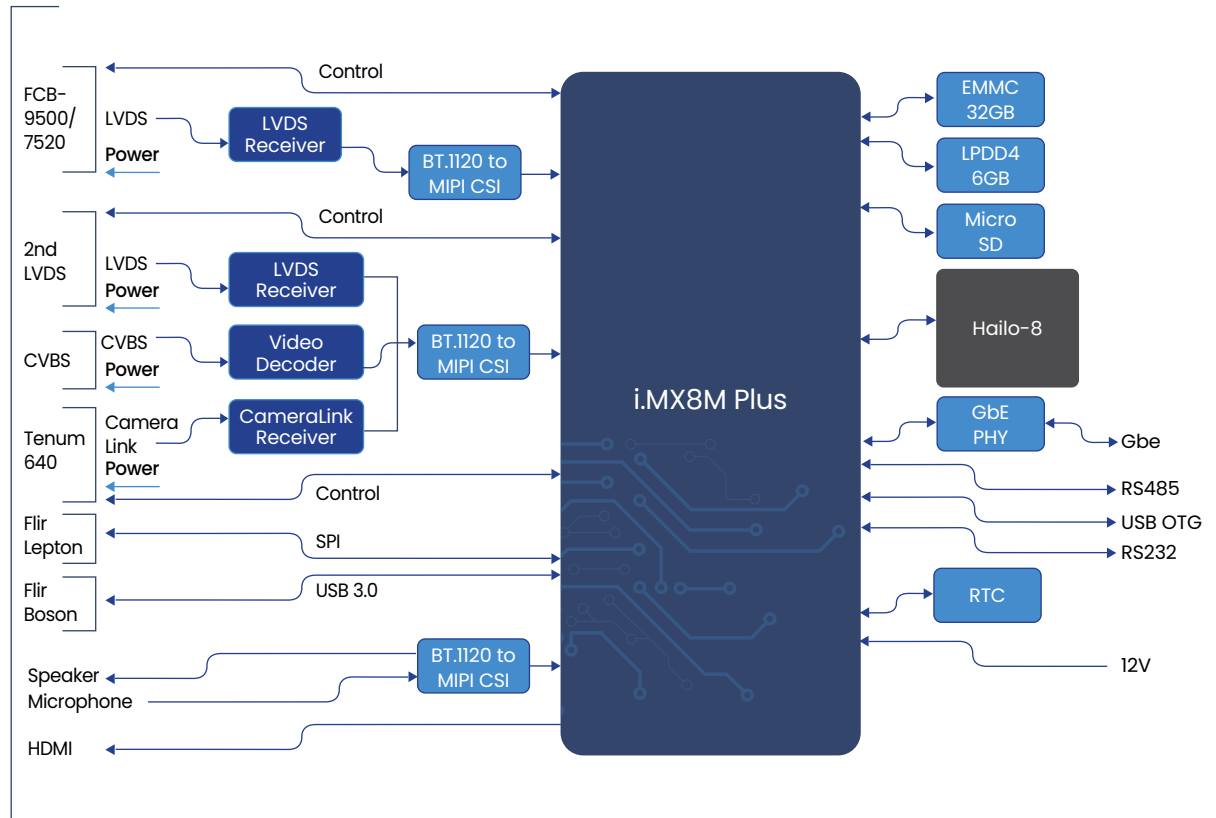 Control
FCB-
9500/
7520
LVDS
Power
LVDS
Receiver
BT.1120 to
MIPI CSI
Control
2nd
LVDS
LVDS
Power
LVDS
Receiver
CVBS
CVBS
Power
Video
Decoder
BT.1120 to
MIPI CSI
Tenum
640
Camera
Link
Power
CameraLink
Receiver
Control
Flir
Lepton
SPI
Flir
Boson
USB 3.0
Speaker
Microphone
BT.1120 to
MIPI CSI
HDMI
i.MX8M Plus
EMMC
32GB
LPDD4
6GB
Micro
SD
Hailo-8
GbE
PHY
Gbe
RS485
USB OTG
RS232
RTC
12V